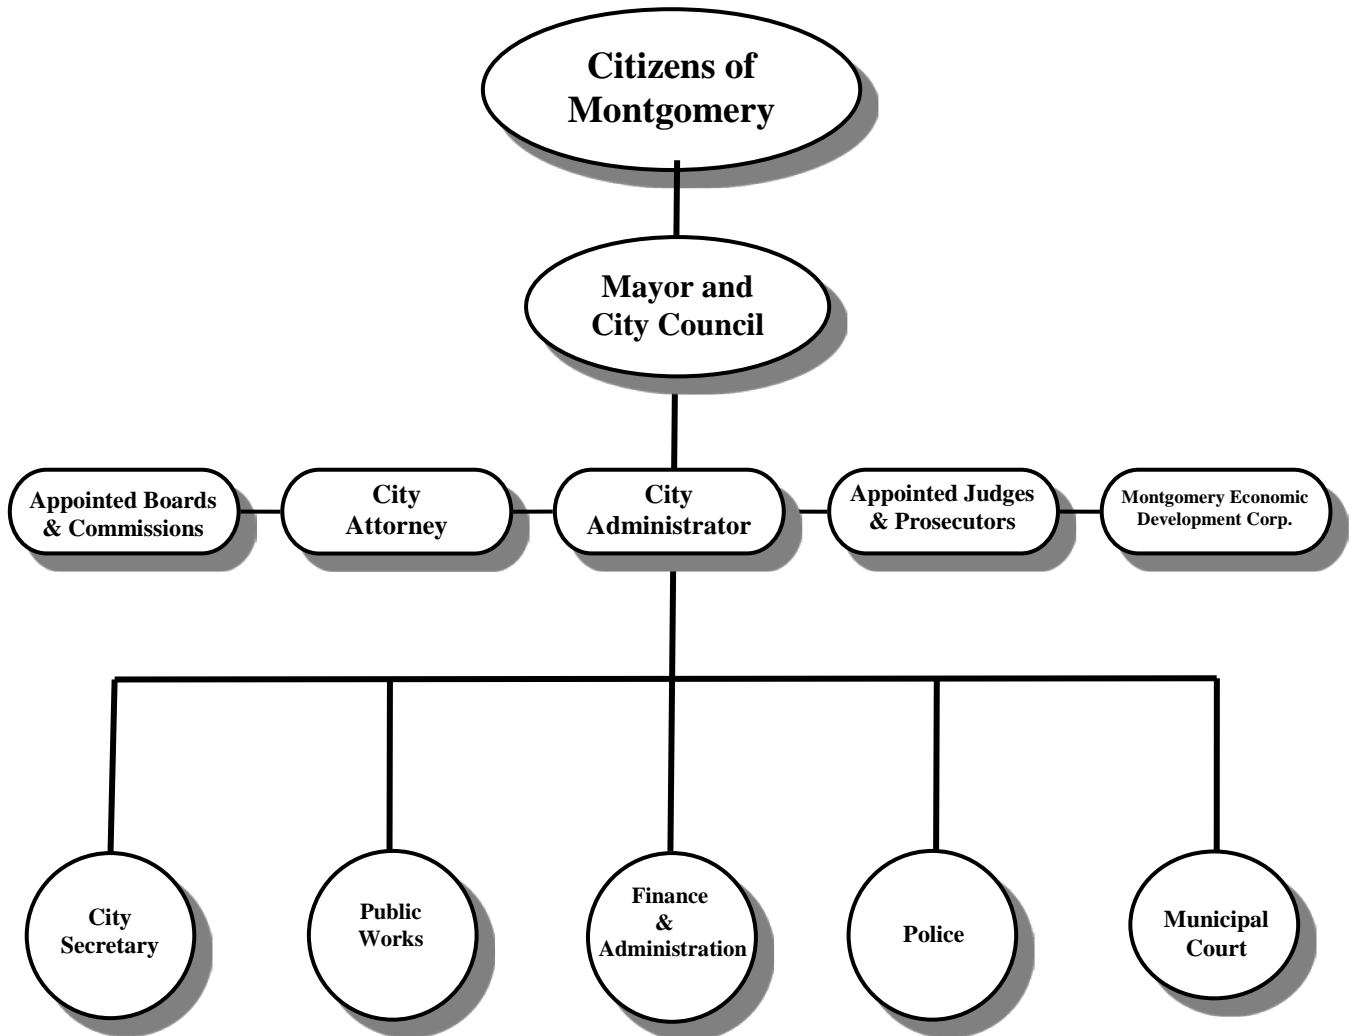 Citizens of
Montgomery
Mayor and
City Council
Appointed Boards
& Commissions
City
Attorney
City
Administrator
Appointed Judges
& Prosecutors
Montgomery Economic
Development Corp.
City
Secretary
Public
Works
Finance
&
Administration
Police
Municipal
Court